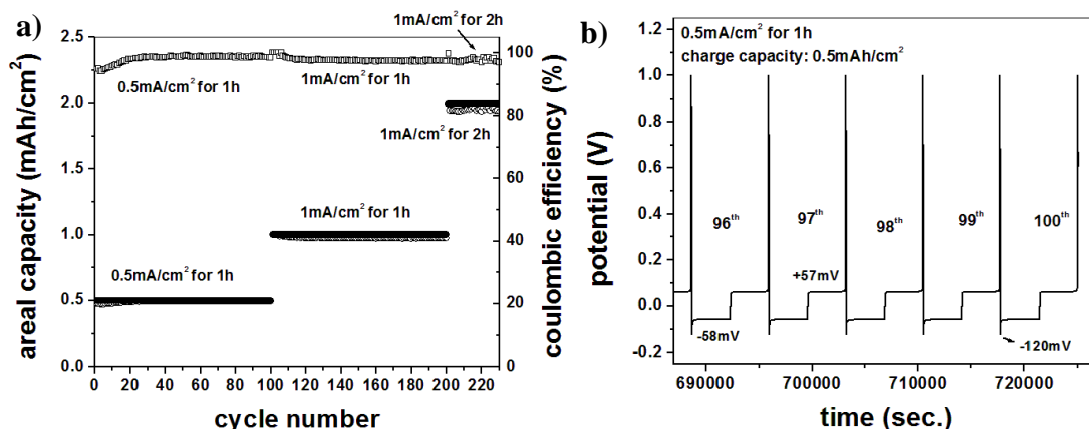 a)
1mA/cm² for 2h
2.5
100
0.5mA/cm² for 1h
1mA/cm² for 1h
2.0
80
1mA/cm² for 2h
1.5
60
1mA/cm² for 1h
1.0
40
0.5mA/cm² for 1h
0.5
20
0.0
0
0 20 40 60 80 100 120 140 160 180 200 220
cycle number
areal capacity (mAh/cm²)
coulombic efficiency (%)
b)
0.5mA/cm² for 1h
charge capacity: 0.5mAh/cm²
1.2
1.0
0.8
0.6
0.4
0.2
0.0
-0.2
96th 97th 98th 99th 100th
+57mV
-58mV
-120mV
690000 700000 710000 720000
time (sec.)
potential (V)